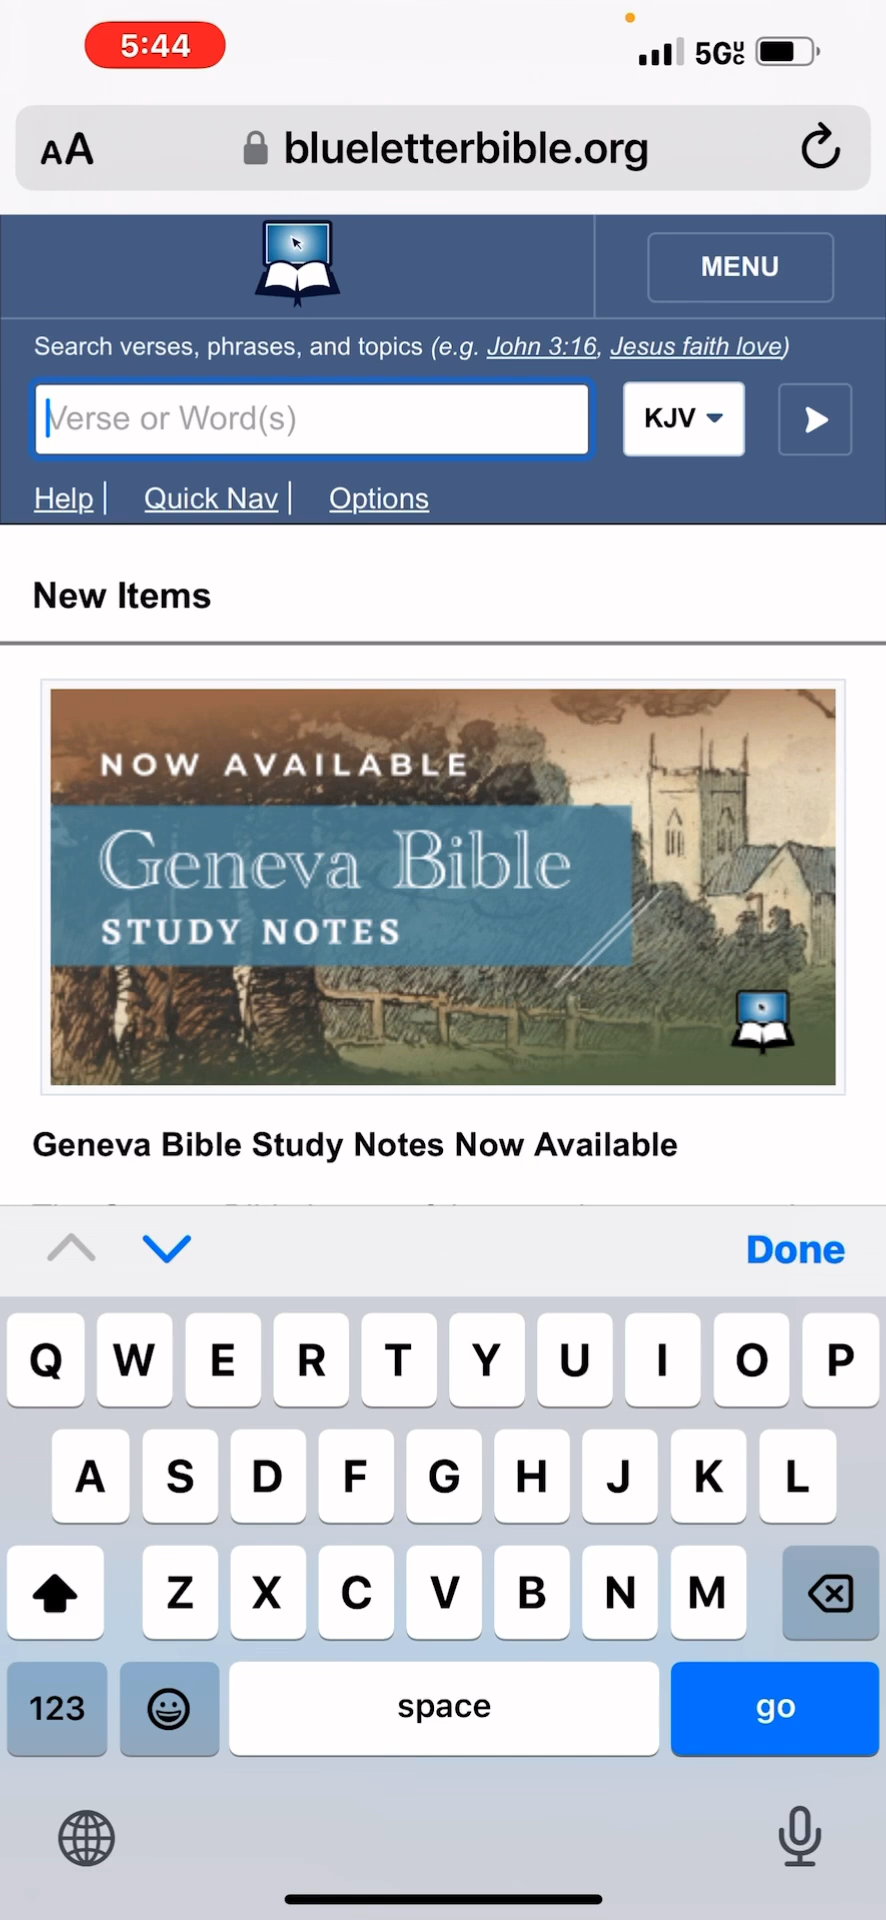 5:44
5G UC
AA blueletterbible.org
MENU
Search verses, phrases, and topics (e.g. John 3:16, Jesus faith love)
Verse or Word(s) KJV
Help | Quick Nav | Options
New Items
NOW AVAILABLE
Geneva Bible
STUDY NOTES
Geneva Bible Study Notes Now Available
Done
Q W E R T Y U I O P
A S D F G H J K L
Z X C V B N M
123 space go